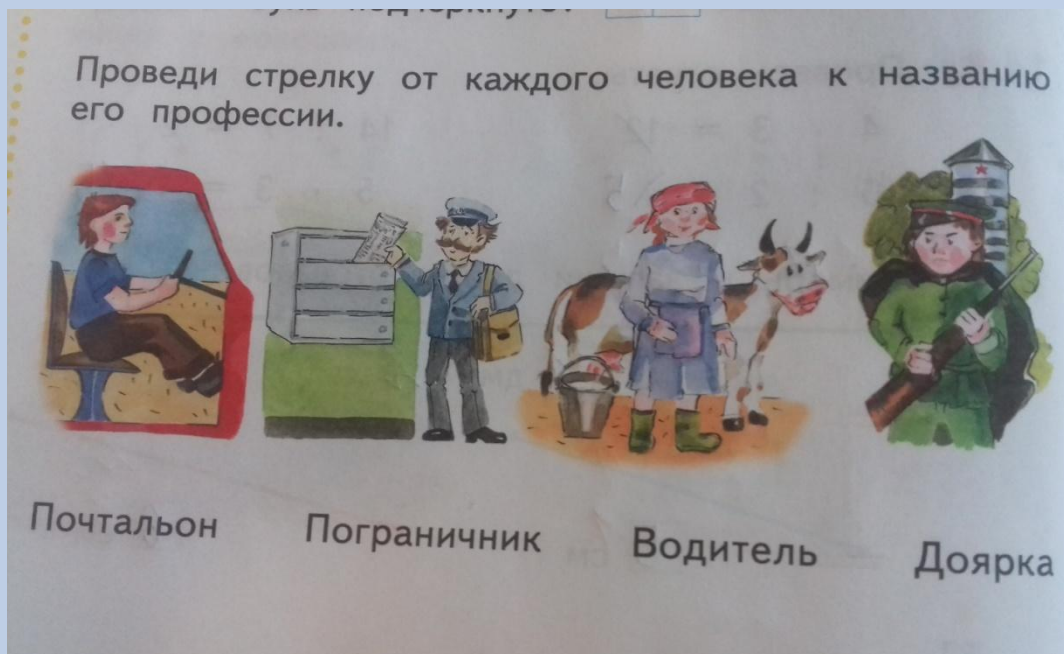 Проведи стрелку от каждого человека к названию
его профессии.
Почтальон Пограничник Водитель Доярка